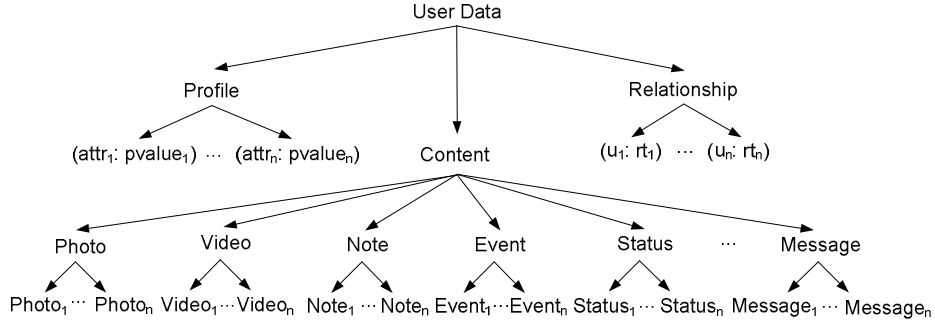 User Data
Profile
Relationship
(attr₁: pvalue₁) ··· (attrₙ: pvalueₙ)
Content
(u₁: rt₁) ··· (uₙ: rtₙ)
Photo Video Note Event Status ··· Message
Photo₁ ··· Photoₙ Video₁ ··· Videoₙ Note₁ ··· Noteₙ Event₁ ··· Eventₙ Status₁ ··· Statusₙ Message₁ ··· Messageₙ